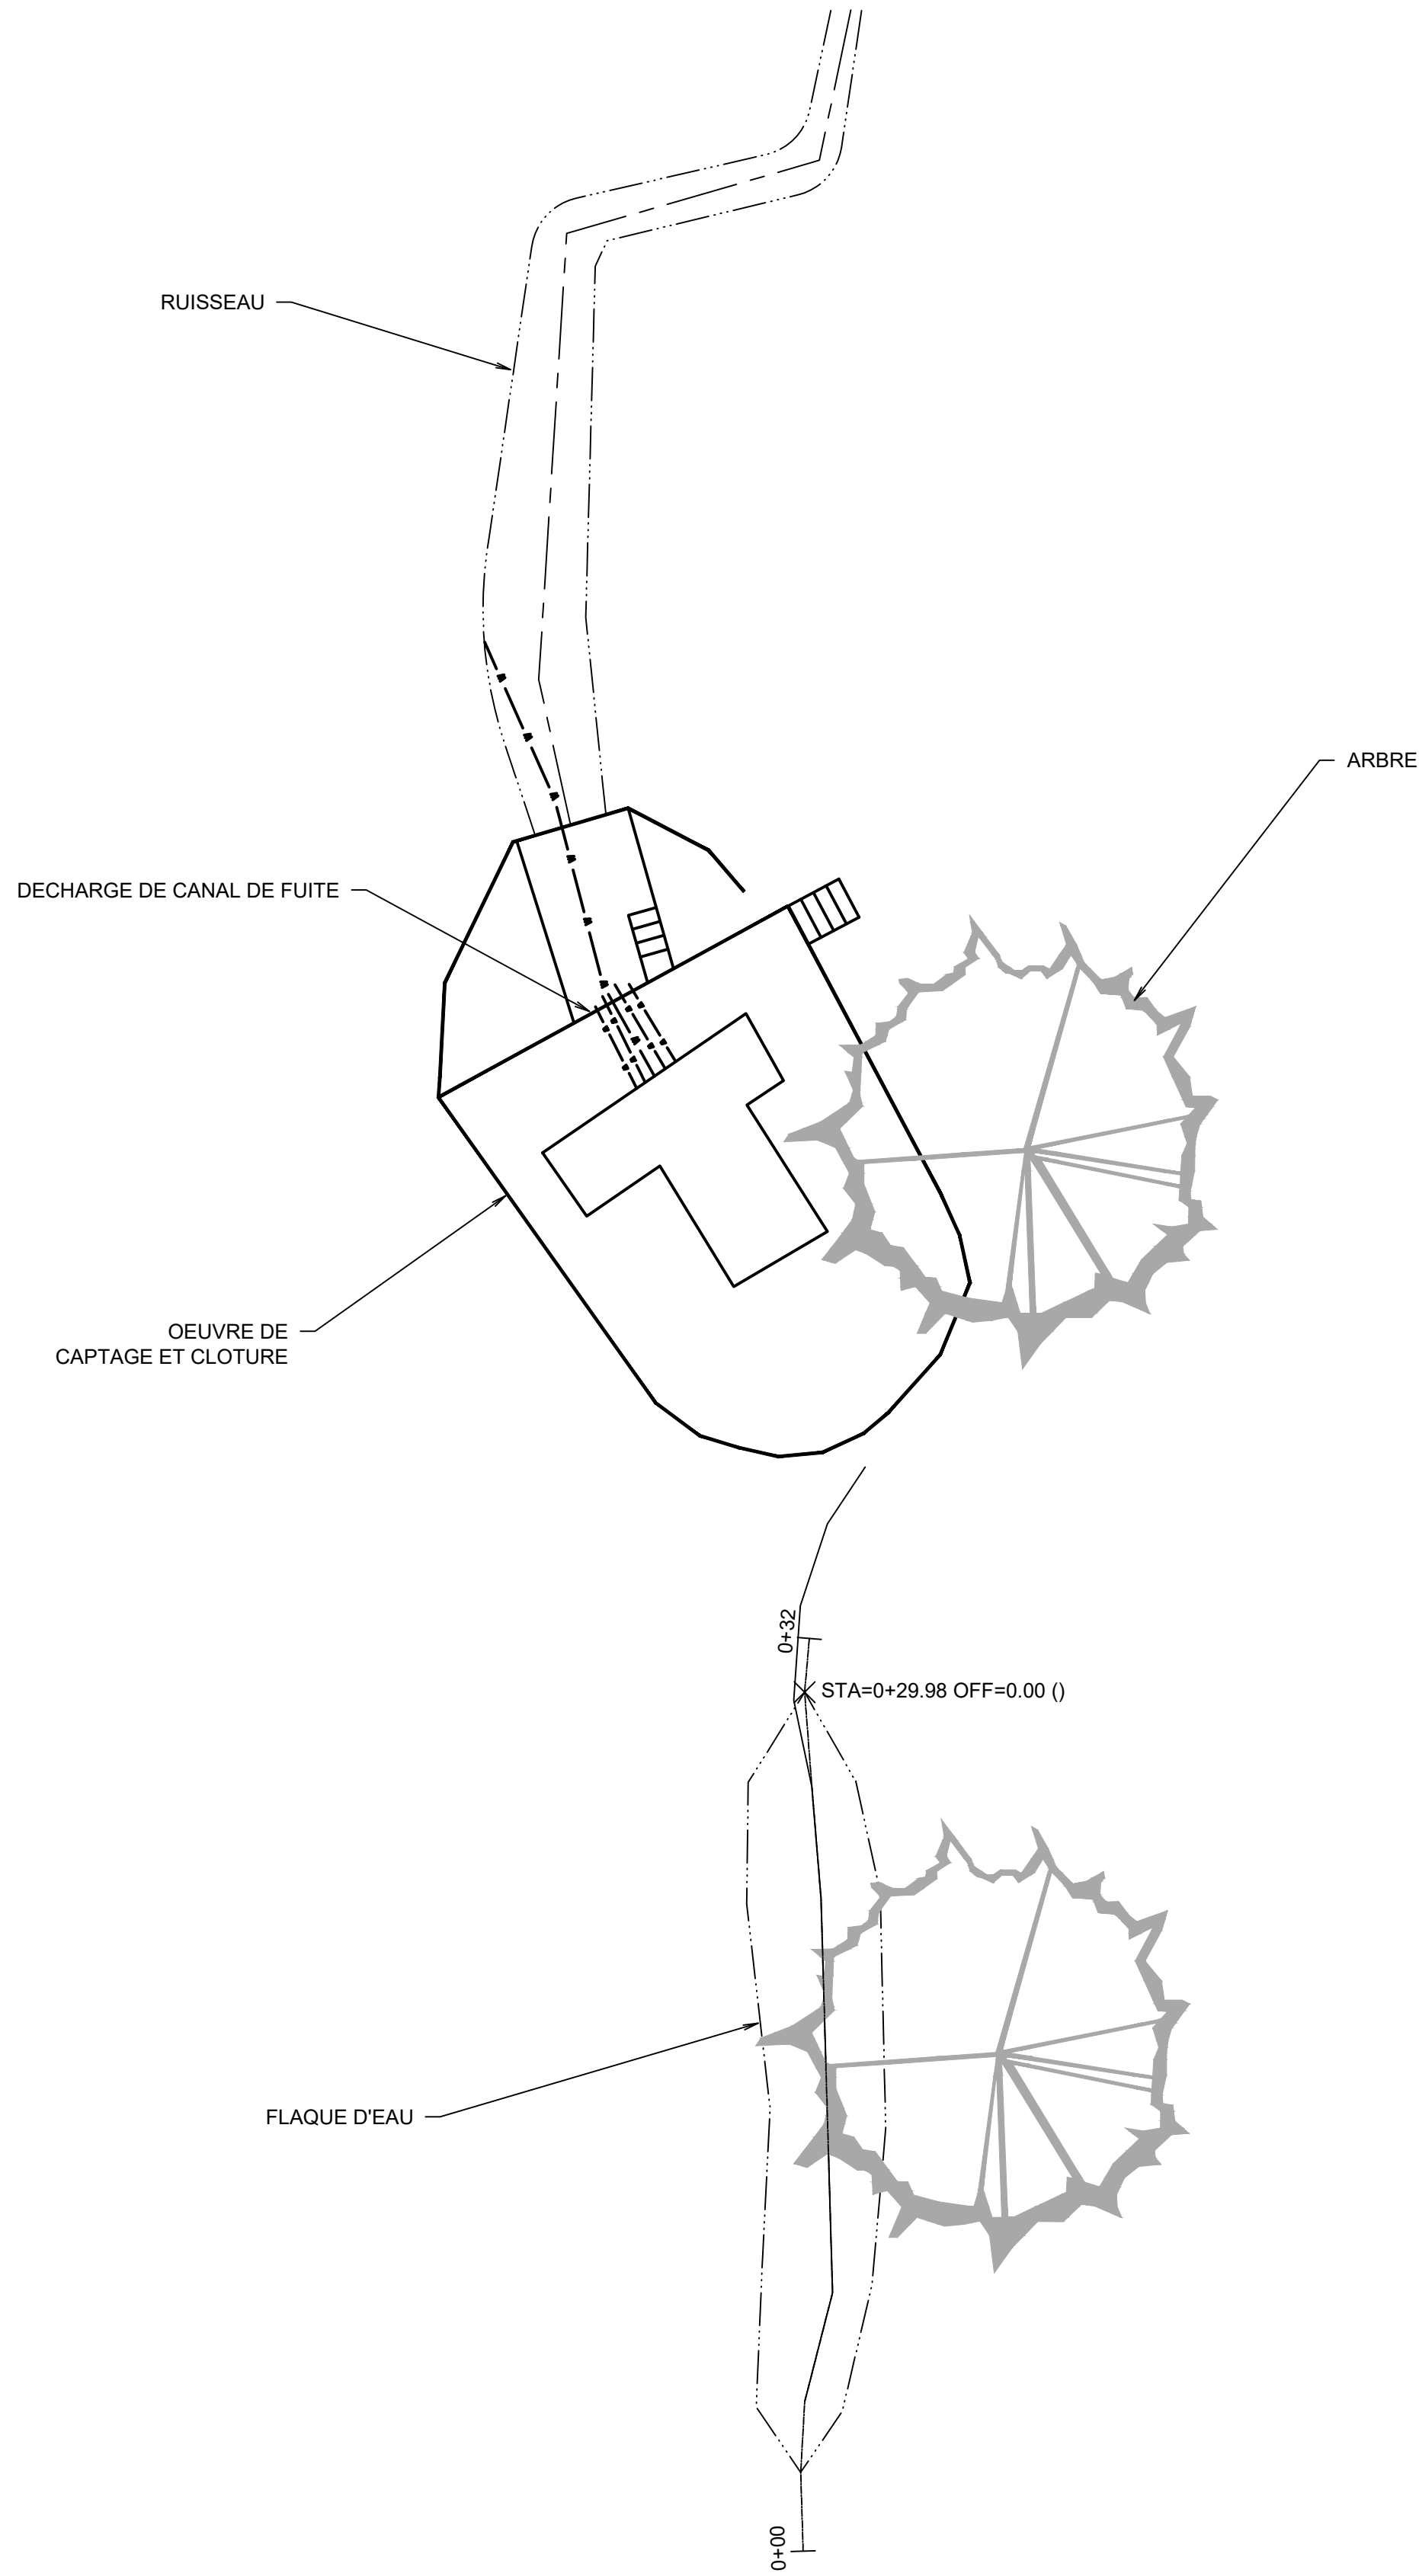 RUISSEAU
ARBRE
DECHARGE DE CANAL DE FUITE
OEUVRE DE
CAPTAGE ET CLOTURE
0+32
STA=0+29.98 OFF=0.00 ()
FLAQUE D'EAU
0+00